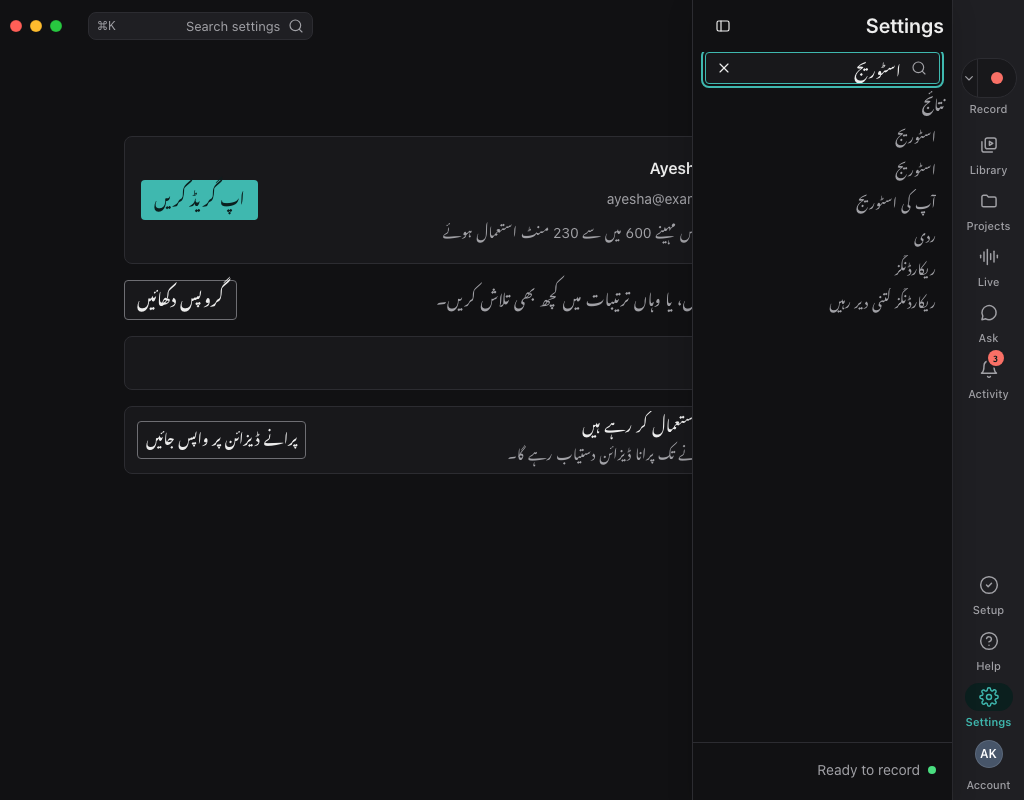 ⌘K
Search settings
Settings
اسٹوریج
نتائج
اسٹوریج
اسٹوریج
آپ کی اسٹوریج
ردی
ریکارڈنگز
ریکارڈنگز کتنی دیر رہیں
Ready to record
Record
Library
Projects
Live
Ask
3
Activity
Setup
Help
Settings
AK
Account
Ayesh
ayesha@exar
مہینے 600 میں سے 230 منٹ استعمال ہوئے
اپ گریڈ کریں
یا وہاں ترتیبات میں کچھ بھی تلاش کریں۔
گروپس دکھائیں
ستعمال کر رہے ہیں
نے تک پرانا ڈیزائن دستیاب رہے گا۔
پرانے ڈیزائن پر واپس جائیں